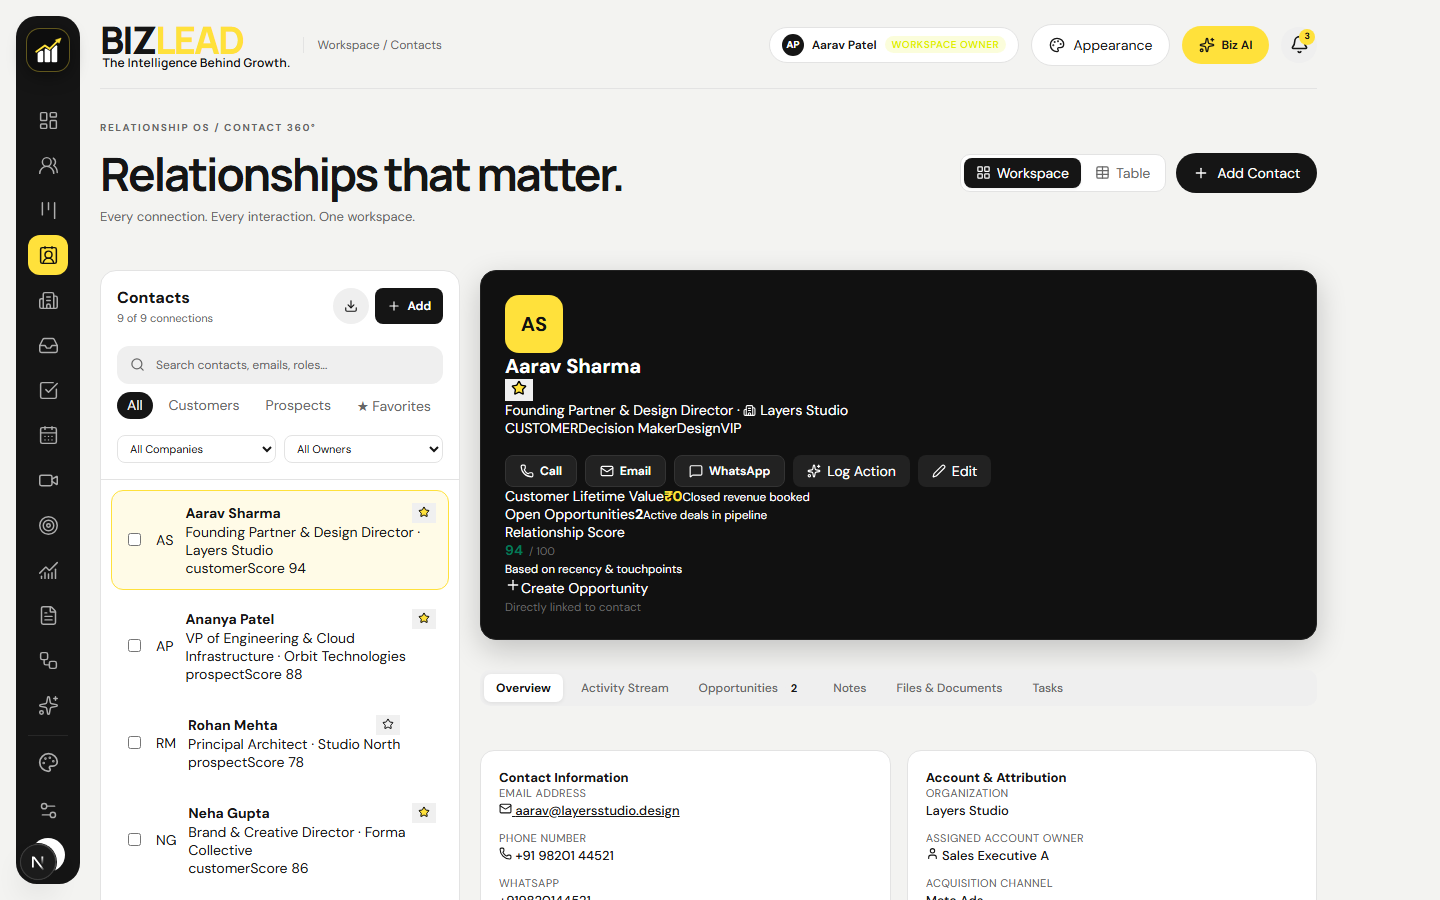 BIZLEAD
The Intelligence Behind Growth.
Workspace / Contacts
AP Aarav Patel WORKSPACE OWNER
Appearance
Biz AI
3
RELATIONSHIP OS / CONTACT 360°
Relationships that matter.
Every connection. Every interaction. One workspace.
Workspace
Table
+ Add Contact
Contacts
9 of 9 connections
+ Add
Search contacts, emails, roles...
All Customers Prospects ★ Favorites
All Companies
All Owners
AS
Aarav Sharma
Founding Partner & Design Director ·
Layers Studio
customerScore 94
AP
Ananya Patel
VP of Engineering & Cloud
Infrastructure · Orbit Technologies
prospectScore 88
RM
Rohan Mehta
Principal Architect · Studio North
prospectScore 78
NG
Neha Gupta
Brand & Creative Director · Forma
Collective
customerScore 86
N
AS
Aarav Sharma
Founding Partner & Design Director · Layers Studio
CUSTOMERDecision MakerDesignVIP
Call
Email
WhatsApp
Log Action
Edit
Customer Lifetime Value₹0Closed revenue booked
Open Opportunities2Active deals in pipeline
Relationship Score
94 / 100
Based on recency & touchpoints
+ Create Opportunity
Directly linked to contact
Overview Activity Stream Opportunities 2 Notes Files & Documents Tasks
Contact Information
EMAIL ADDRESS
aarav@layersstudio.design
PHONE NUMBER
+91 98201 44521
WHATSAPP
+919820144521
Account & Attribution
ORGANIZATION
Layers Studio
ASSIGNED ACCOUNT OWNER
Sales Executive A
ACQUISITION CHANNEL
Meta Ads